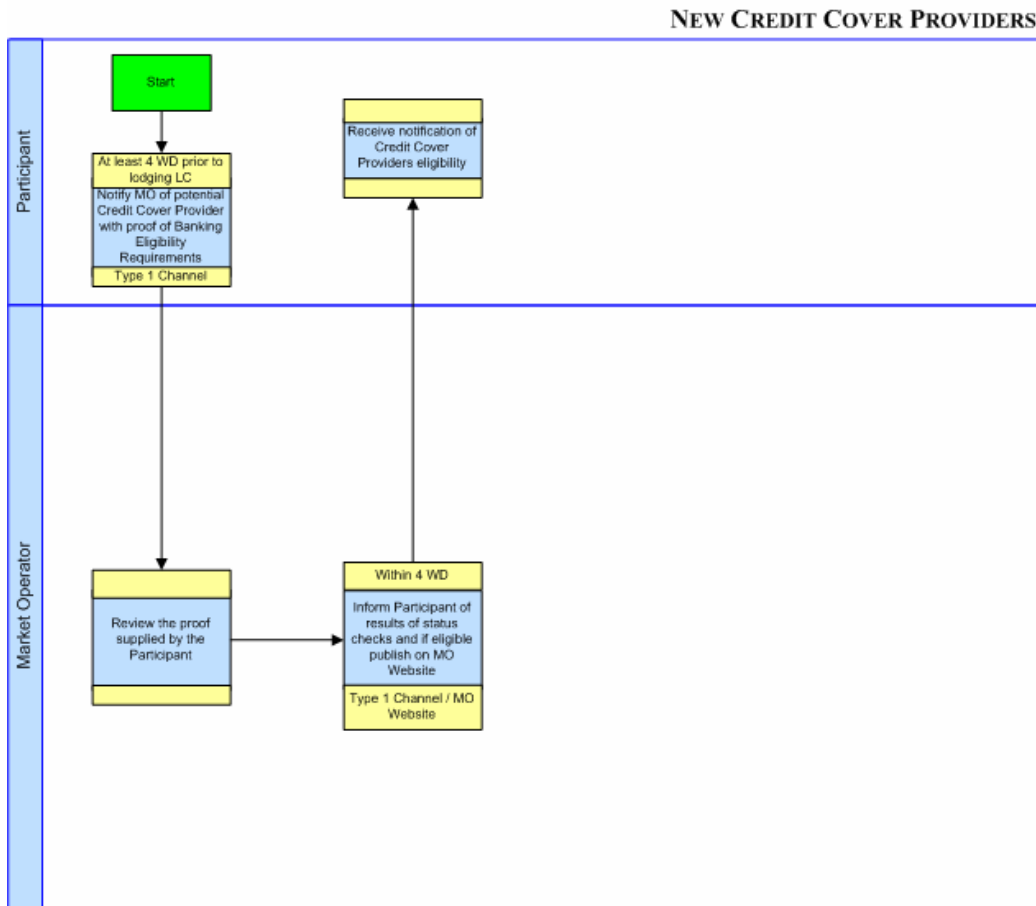 NEW CREDIT COVER PROVIDERS
Participant
Start
At least 4 WD prior to
lodging LC
Notify MO of potential
Credit Cover Provider
with proof of Banking
Eligibility
Requirements
Type 1 Channel
Receive notification of
Credit Cover
Providers eligibility
Market Operator
Review the proof
supplied by the
Participant
Within 4 WD
Inform Participant of
results of status
checks and if eligible
publish on MO
Website
Type 1 Channel / MO
Website